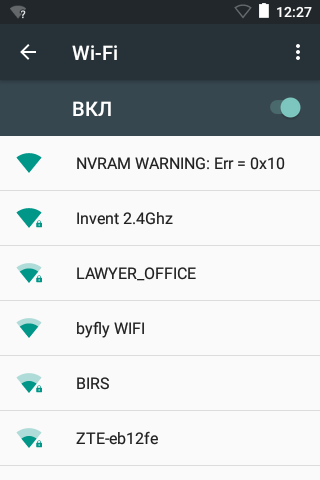 12:27
Wi-Fi
ВКЛ
NVRAM WARNING: Err = 0x10
Invent 2.4Ghz
LAWYER_OFFICE
byfly WIFI
BIRS
ZTE-eb12fe